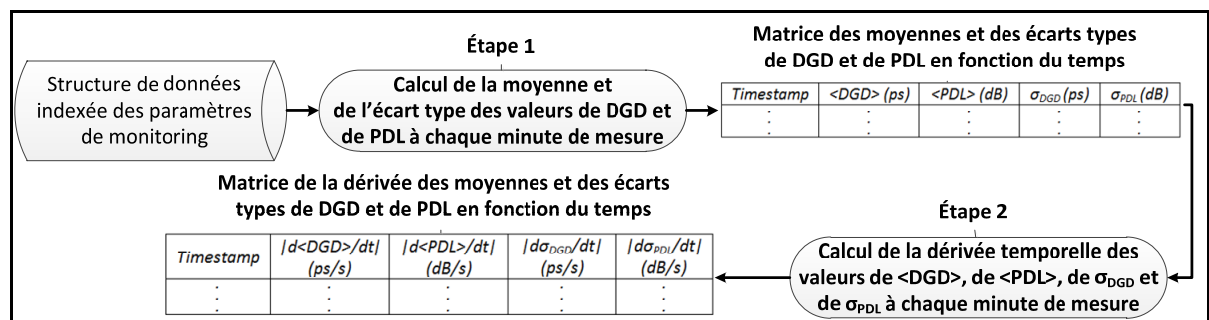 Étape 1
Structure de données
indexée des paramètres
de monitoring
Calcul de la moyenne et
de l'écart type des valeurs de DGD et
de PDL à chaque minute de mesure
Matrice des moyennes et des écarts types
de DGD et de PDL en fonction du temps
Timestamp <DGD> (ps) <PDL> (dB) σDGD (ps) σPDL (dB)
Matrice de la dérivée des moyennes et des écarts
types de DGD et de PDL en fonction du temps
Timestamp |d<DGD>/dt| (ps/s) |d<PDL>/dt| (dB/s) |dσDGD/dt| (ps/s) |dσPDL/dt| (dB/s)
Étape 2
Calcul de la dérivée temporelle des
valeurs de <DGD>, de <PDL>, de σDGD et
de σPDL à chaque minute de mesure